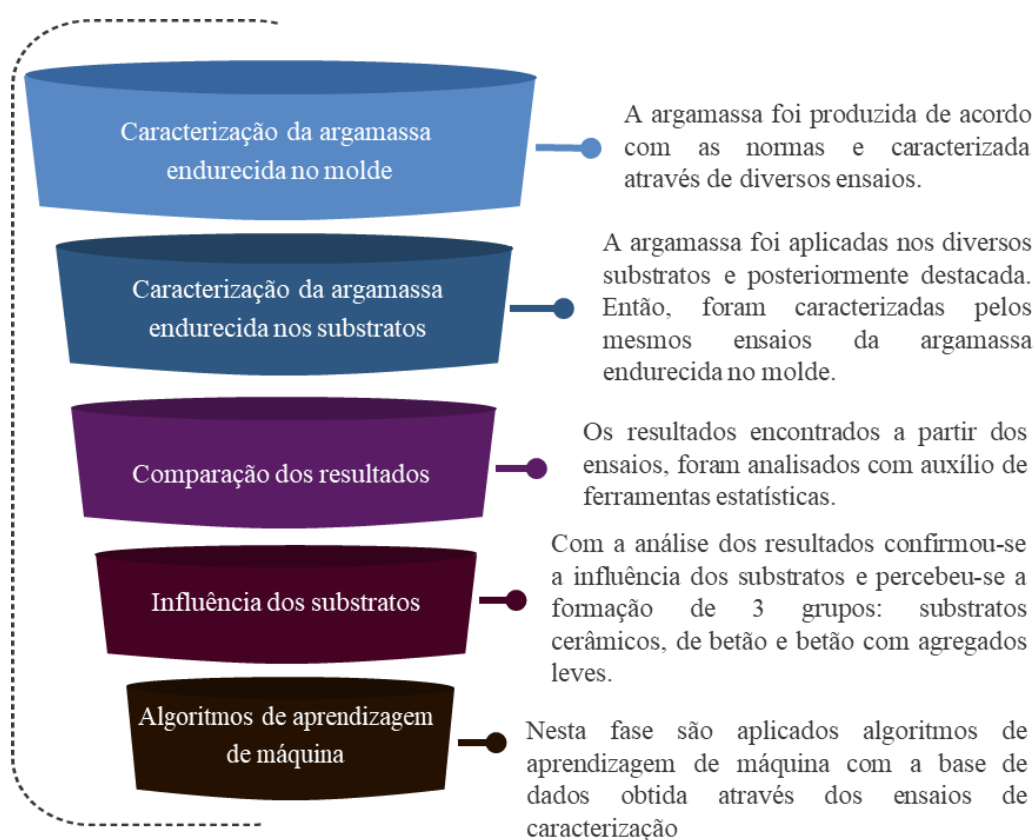 Caracterização da argamassa
endurecida no molde
A argamassa foi produzida de acordo
com as normas e caracterizada
através de diversos ensaios.
Caracterização da argamassa
endurecida nos substratos
A argamassa foi aplicadas nos diversos
substratos e posteriormente destacada.
Então, foram caracterizadas pelos
mesmos ensaios da argamassa
endurecida no molde.
Comparação dos resultados
Os resultados encontrados a partir dos
ensaios, foram analisados com auxílio de
ferramentas estatísticas.
Influência dos substratos
Com a análise dos resultados confirmou-se
a influência dos substratos e percebeu-se a
formação de 3 grupos: substratos
cerâmicos, de betão e betão com agregados
leves.
Algoritmos de aprendizagem
de máquina
Nesta fase são aplicados algoritmos de
aprendizagem de máquina com a base de
dados obtida através dos ensaios de
caracterização